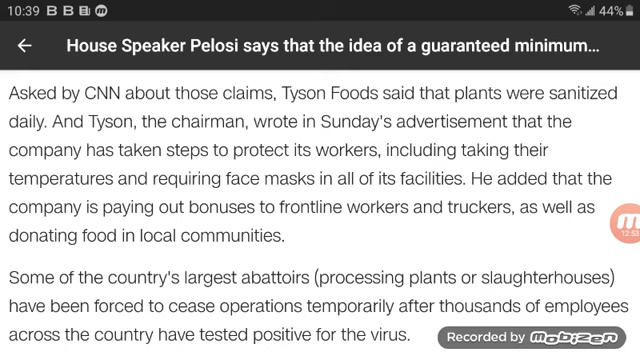 10:39 B B 44%
House Speaker Pelosi says that the idea of a guaranteed minimum...
Asked by CNN about those claims, Tyson Foods said that plants were sanitized
daily. And Tyson, the chairman, wrote in Sunday's advertisement that the
company has taken steps to protect its workers, including taking their
temperatures and requiring face masks in all of its facilities. He added that the
company is paying out bonuses to frontline workers and truckers, as well as
donating food in local communities.
m
12:53
Some of the country's largest abattoirs (processing plants or slaughterhouses)
have been forced to cease operations temporarily after thousands of employees
across the country have tested positive for the virus.
Recorded by mobizen